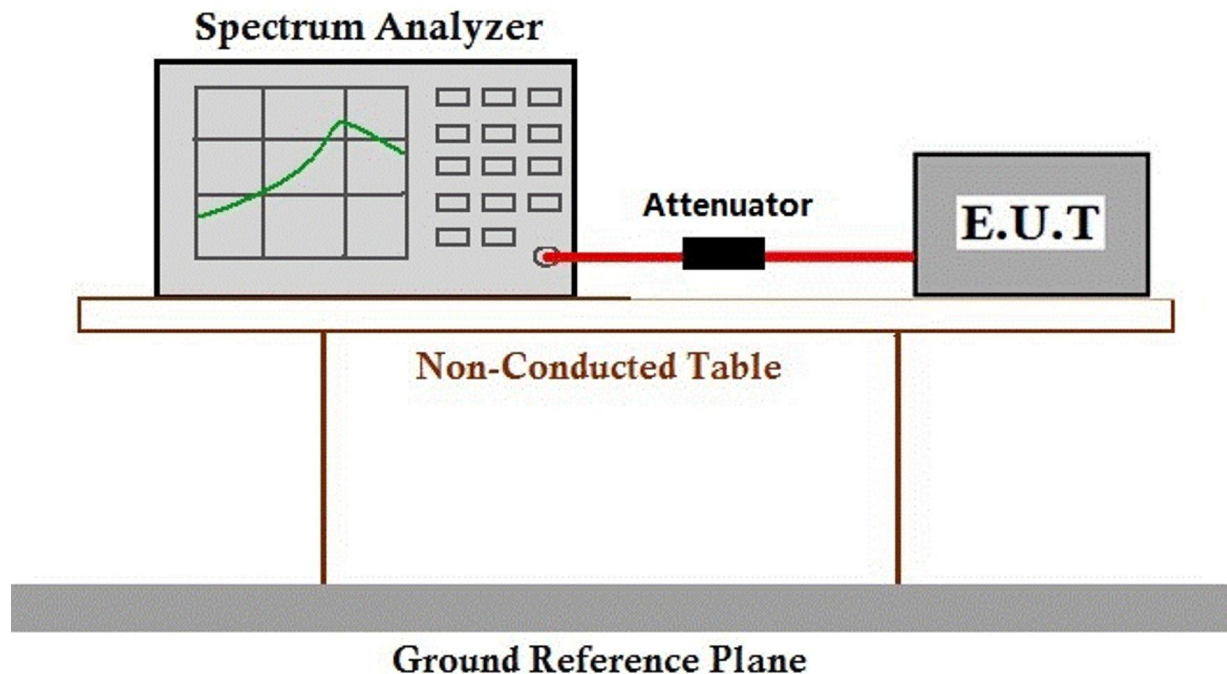 Spectrum Analyzer
Attenuator
E.U.T
Non-Conducted Table
Ground Reference Plane